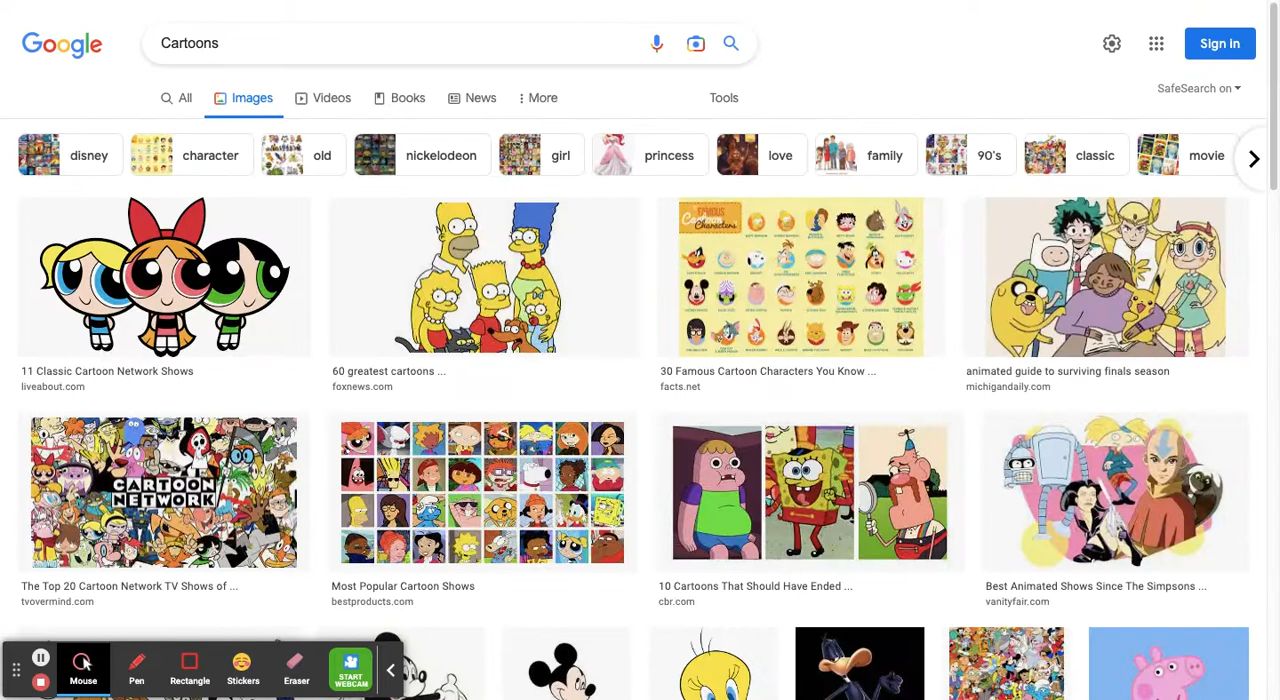 Google
Cartoons
Sign in
All
Images
Videos
Books
News
More
Tools
SafeSearch on
disney
character
old
nickelodeon
girl
princess
love
family
90's
classic
movie
FAMOUS
Cartoon
Characters
11 Classic Cartoon Network Shows
liveabout.com
60 greatest cartoons ...
foxnews.com
30 Famous Cartoon Characters You Know ...
facts.net
animated guide to surviving finals season
michigandaily.com
CARTOON
NETWORK
The Top 20 Cartoon Network TV Shows of ...
tvovermind.com
Most Popular Cartoon Shows
bestproducts.com
10 Cartoons That Should Have Ended ...
cbr.com
Best Animated Shows Since The Simpsons ...
vanityfair.com
Mouse
Pen
Rectangle
Stickers
Eraser
START
WEBCAM